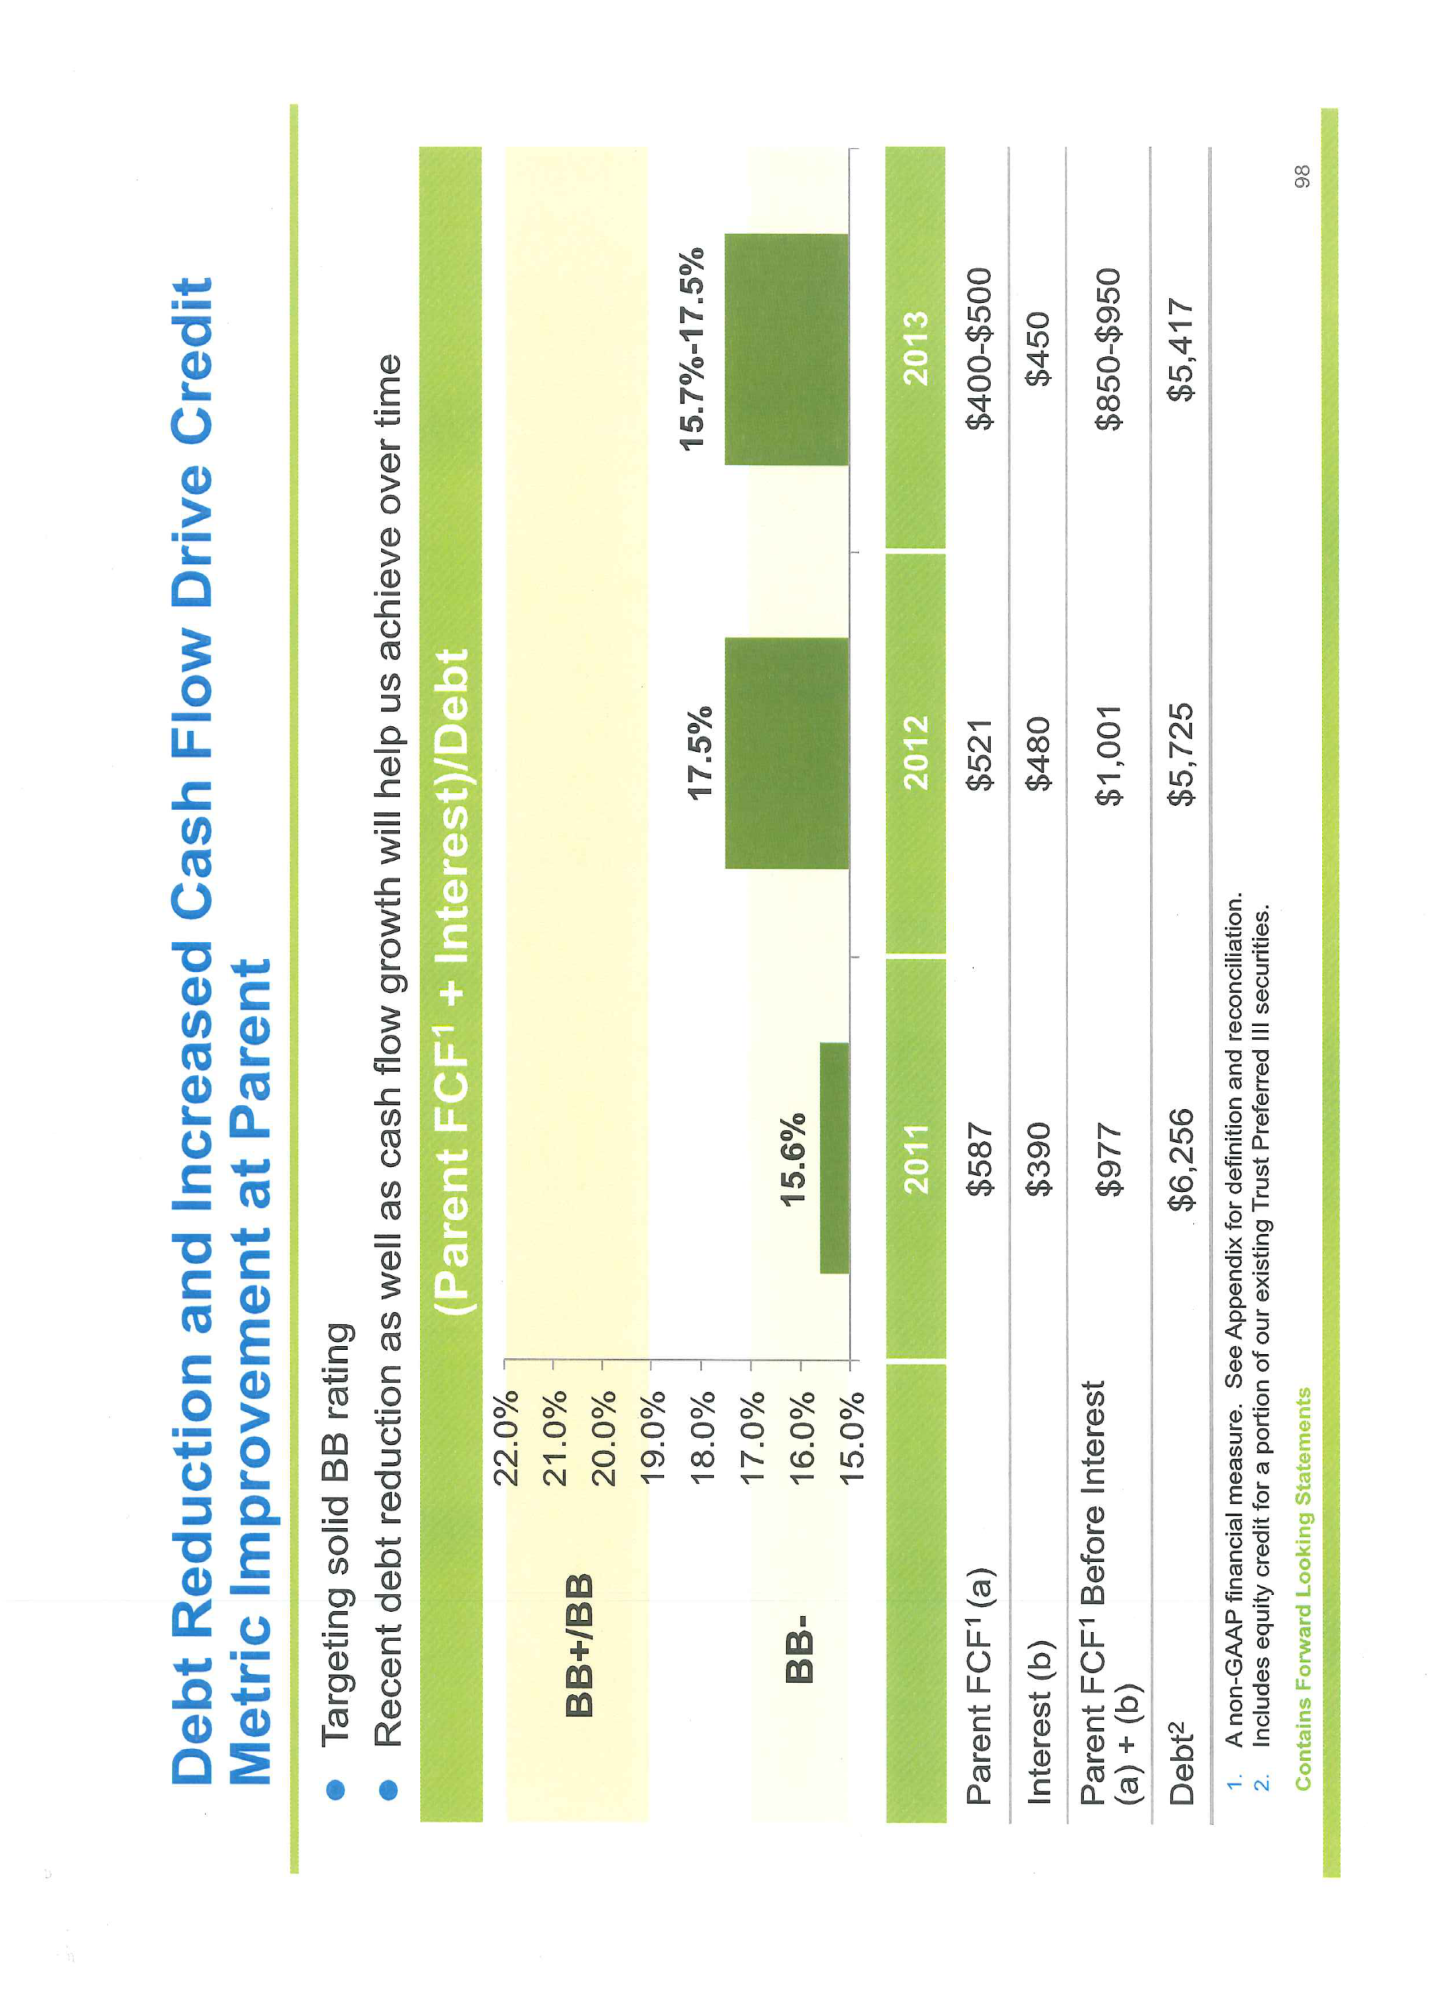 Debt Reduction and Increased Cash Flow Drive Credit
Metric Improvement at Parent
● Targeting solid BB rating
● Recent debt reduction as well as cash flow growth will help us achieve over time
(Parent FCF¹ + Interest)/Debt
22.0%
21.0%
20.0%
19.0%
18.0%
17.0%
16.0%
15.0%
BB+/BB
BB-
15.6%
17.5%
15.7%-17.5%
2011 2012 2013
Parent FCF¹ (a) $587 $521 $400-$500
Interest (b) $390 $480 $450
Parent FCF¹ Before Interest
(a) + (b) $977 $1,001 $850-$950
Debt² $6,256 $5,725 $5,417
1. A non-GAAP financial measure. See Appendix for definition and reconciliation.
2. Includes equity credit for a portion of our existing Trust Preferred III securities.
Contains Forward Looking Statements
98